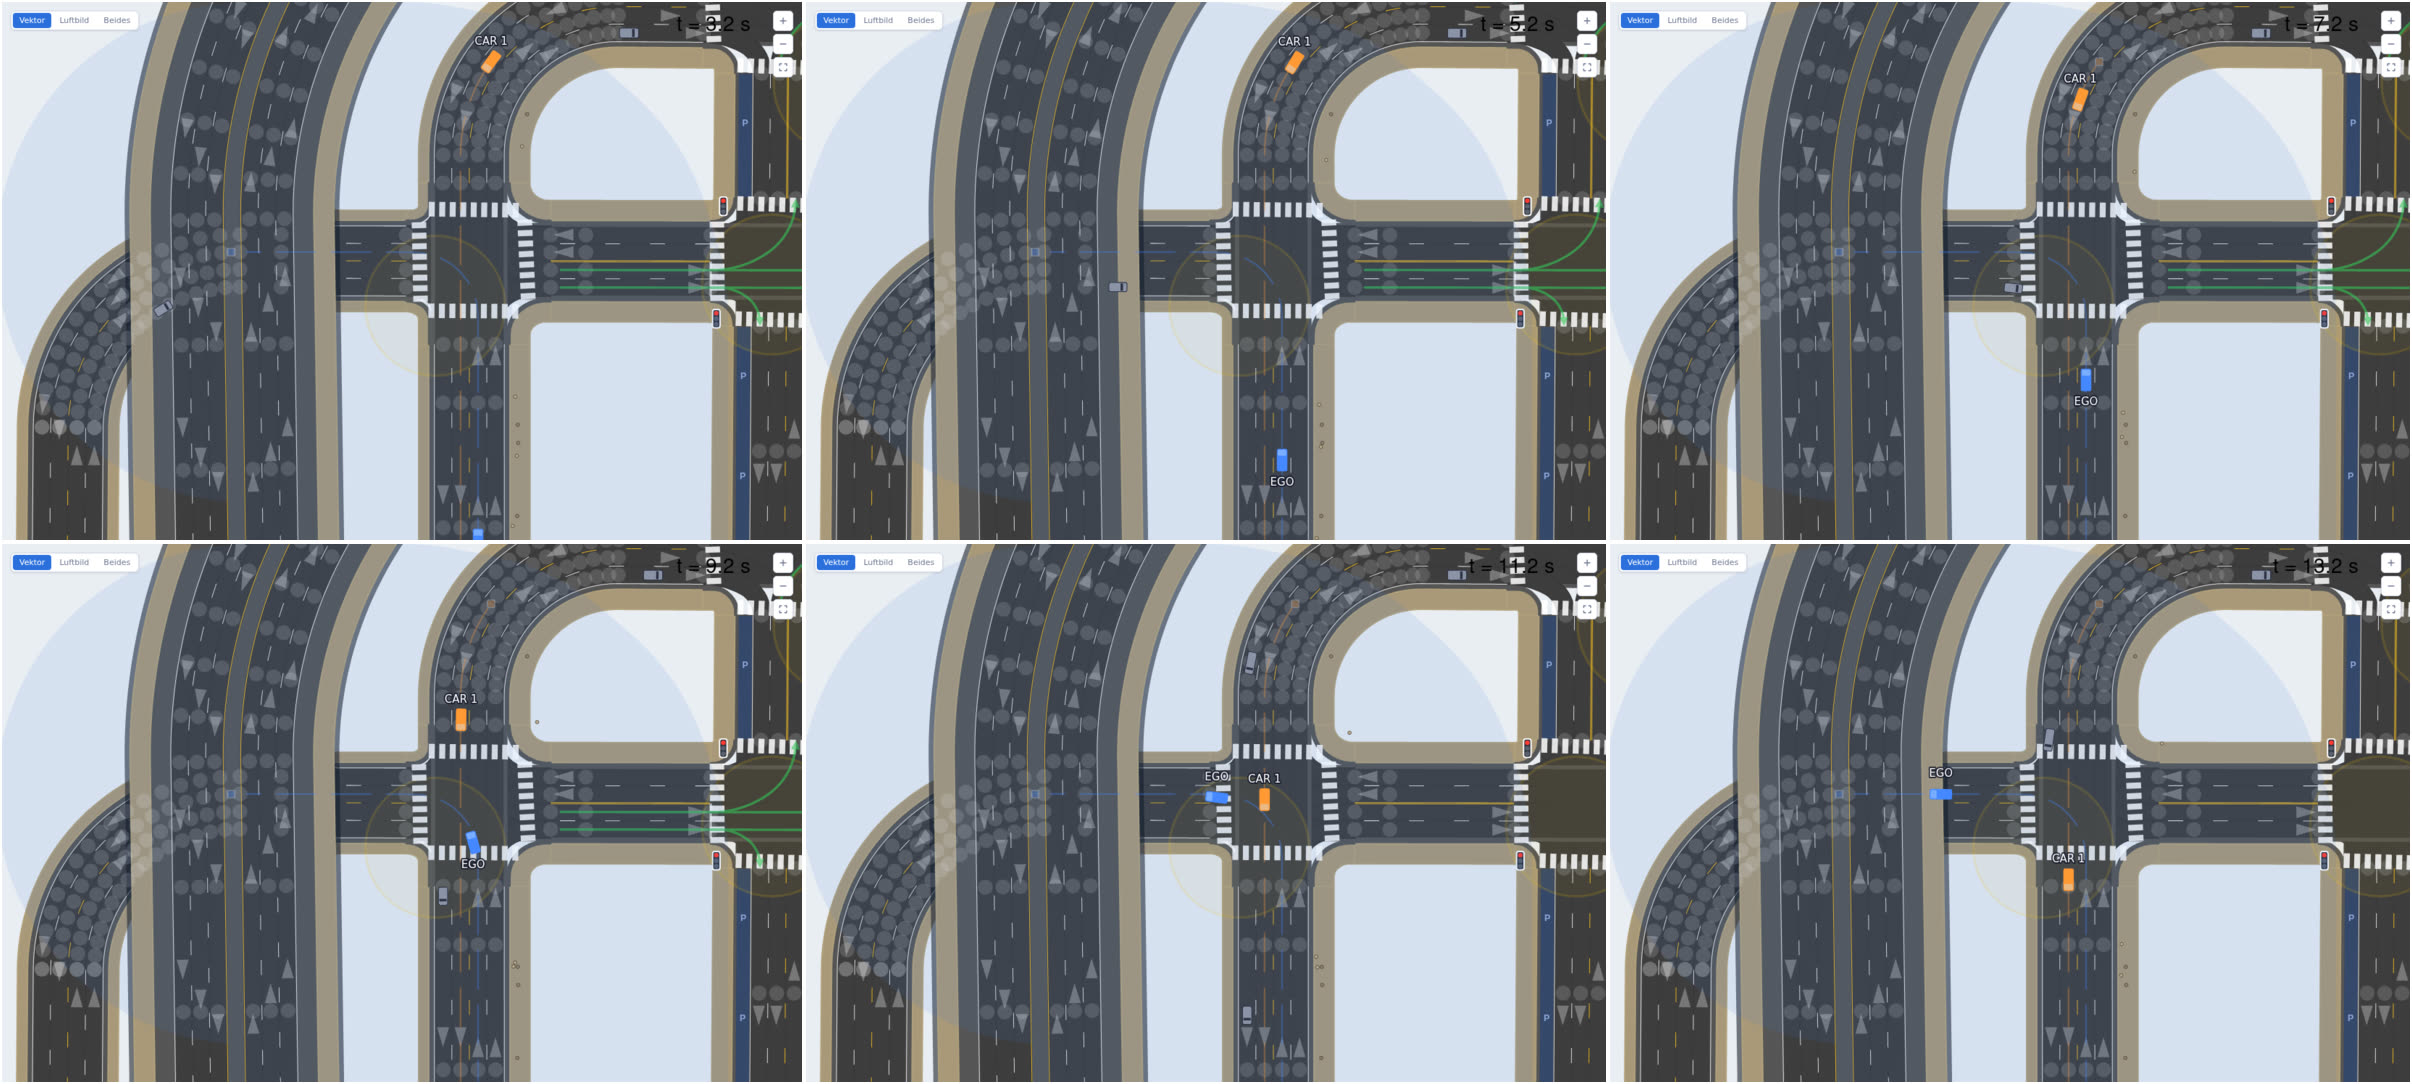 Vektor Luftbild Beides
t = 3.2 s
+
−
CAR 1
P
P
P
Vektor Luftbild Beides
t = 5.2 s
+
−
CAR 1
P
P
EGO
P
Vektor Luftbild Beides
t = 7.2 s
+
−
CAR 1
P
P
EGO
P
Vektor Luftbild Beides
t = 9.2 s
+
−
P
CAR 1
EGO
P
P
Vektor Luftbild Beides
t = 11.2 s
+
−
P
EGO
CAR 1
P
P
Vektor Luftbild Beides
t = 13.2 s
+
−
P
EGO
CAR 1
P
P